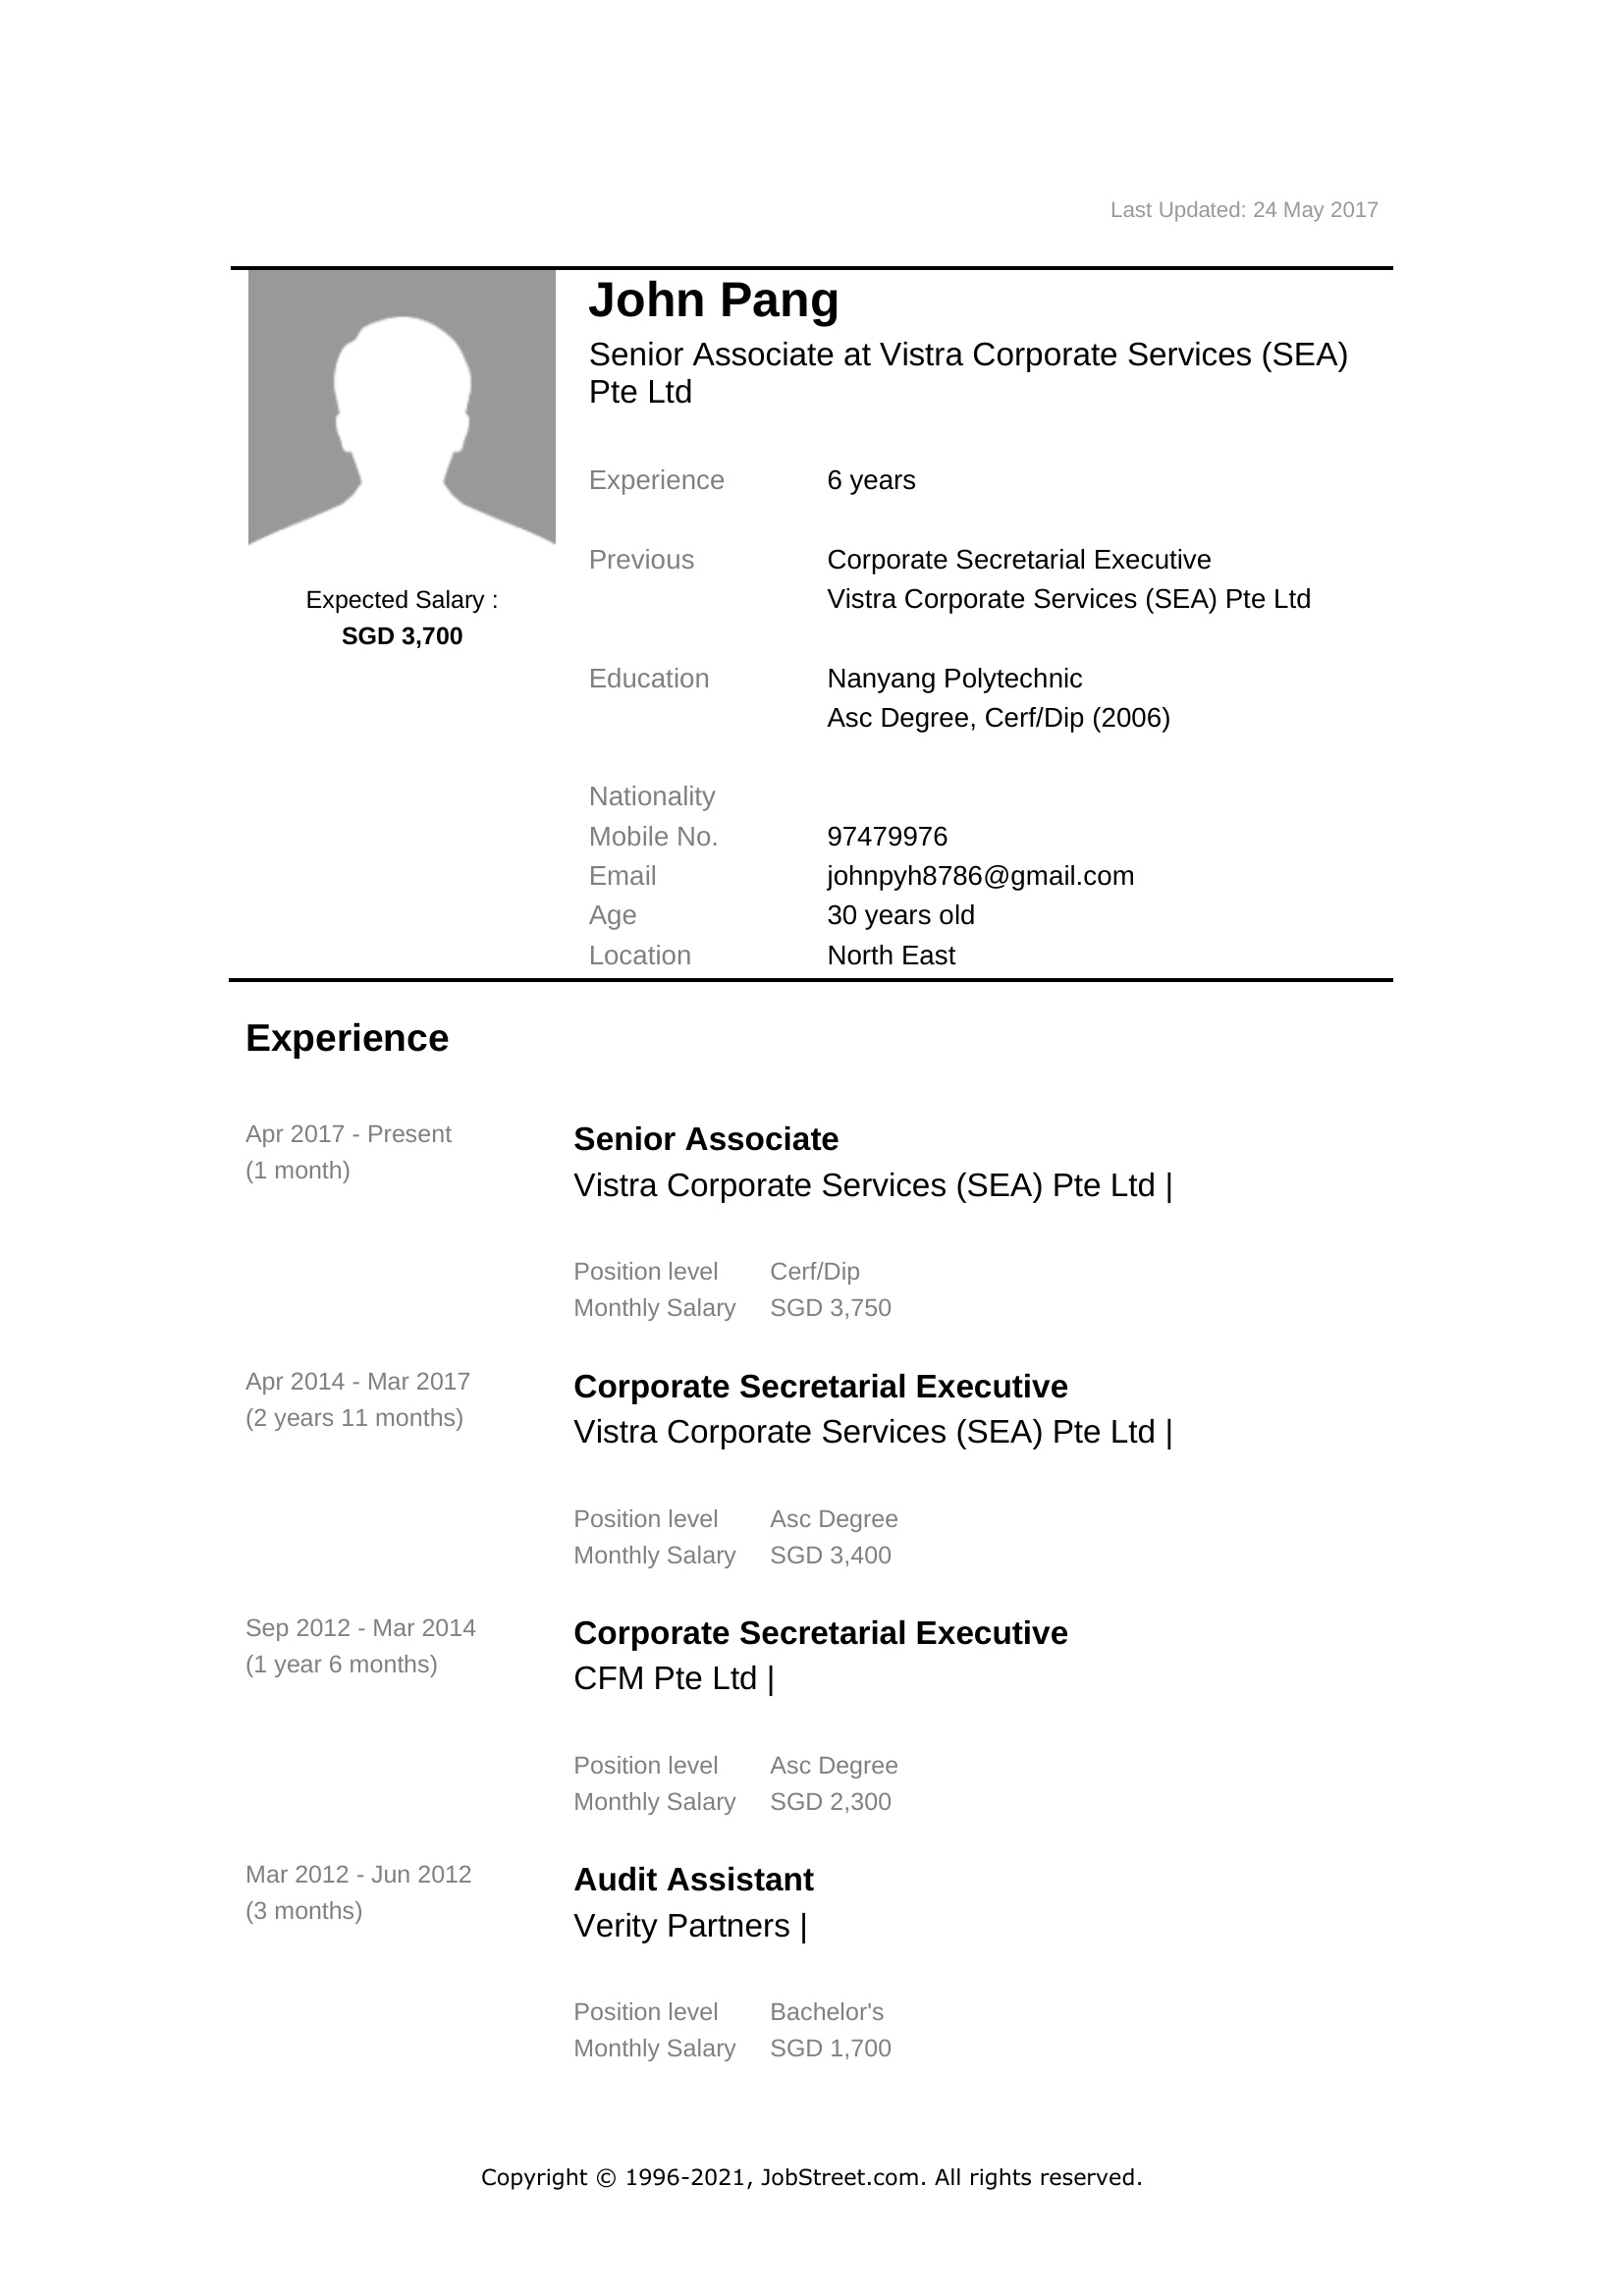 Last Updated: 24 May 2017
John Pang
Senior Associate at Vistra Corporate Services (SEA)
Pte Ltd
Experience 6 years
Previous Corporate Secretarial Executive
Vistra Corporate Services (SEA) Pte Ltd
Expected Salary :
SGD 3,700
Education Nanyang Polytechnic
Asc Degree, Cerf/Dip (2006)
Nationality
Mobile No. 97479976
Email johnpyh8786@gmail.com
Age 30 years old
Location North East
Experience
Apr 2017 - Present
(1 month)
Senior Associate
Vistra Corporate Services (SEA) Pte Ltd |
Position level Cerf/Dip
Monthly Salary SGD 3,750
Apr 2014 - Mar 2017
(2 years 11 months)
Corporate Secretarial Executive
Vistra Corporate Services (SEA) Pte Ltd |
Position level Asc Degree
Monthly Salary SGD 3,400
Sep 2012 - Mar 2014
(1 year 6 months)
Corporate Secretarial Executive
CFM Pte Ltd |
Position level Asc Degree
Monthly Salary SGD 2,300
Mar 2012 - Jun 2012
(3 months)
Audit Assistant
Verity Partners |
Position level Bachelor's
Monthly Salary SGD 1,700
Copyright © 1996-2021, JobStreet.com. All rights reserved.